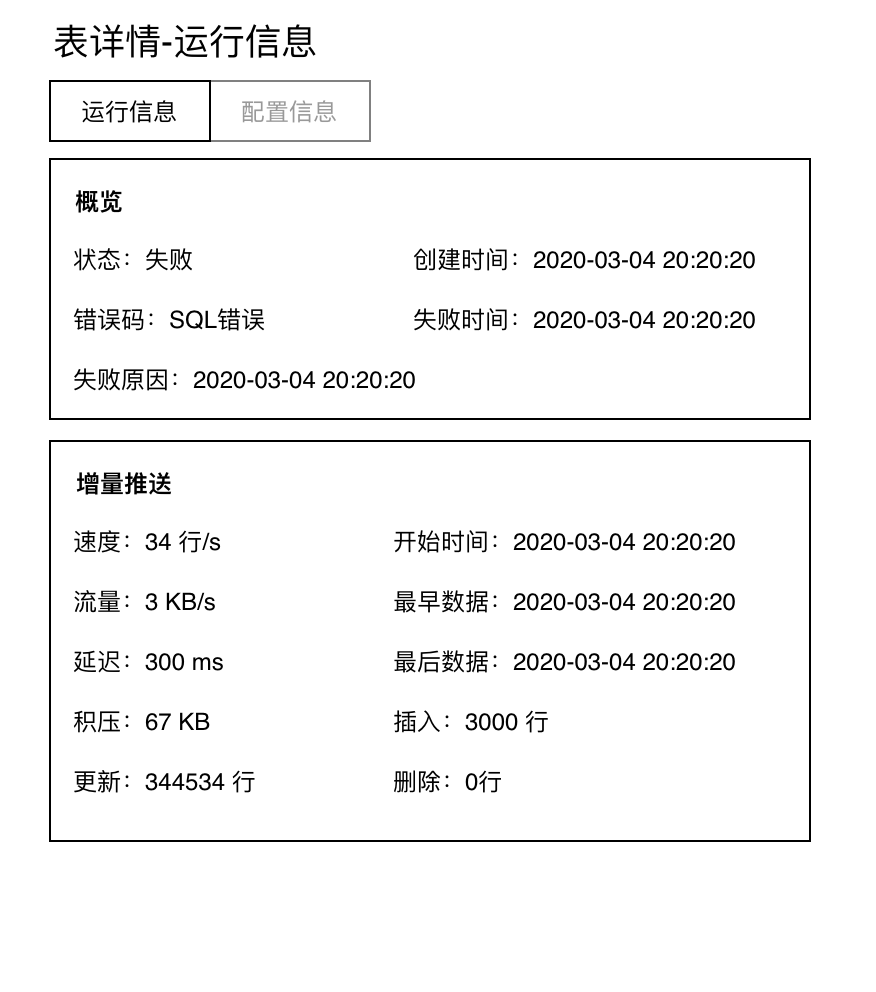 表详情-运行信息
运行信息 配置信息
概览
状态：失败 创建时间：2020-03-04 20:20:20
错误码：SQL错误 失败时间：2020-03-04 20:20:20
失败原因：2020-03-04 20:20:20
增量推送
速度：34 行/s 开始时间：2020-03-04 20:20:20
流量：3 KB/s 最早数据：2020-03-04 20:20:20
延迟：300 ms 最后数据：2020-03-04 20:20:20
积压：67 KB 插入：3000 行
更新：344534 行 删除：0行